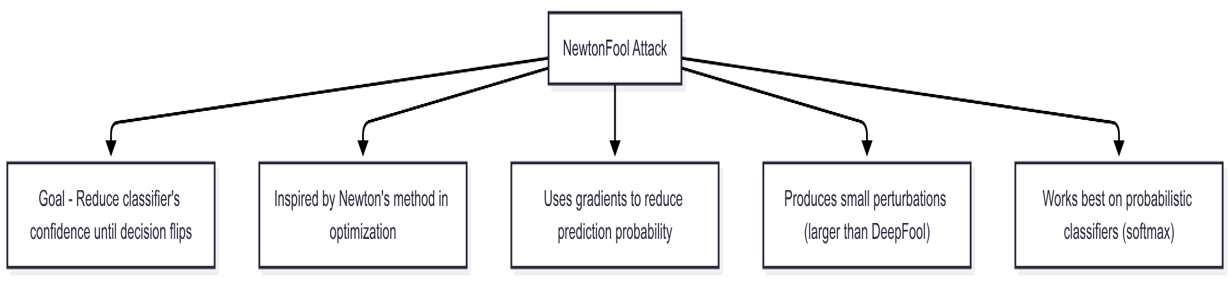 NewtonFool Attack
Goal - Reduce classifier's
confidence until decision flips
Inspired by Newton's method in
optimization
Uses gradients to reduce
prediction probability
Produces small perturbations
(larger than DeepFool)
Works best on probabilistic
classifiers (softmax)